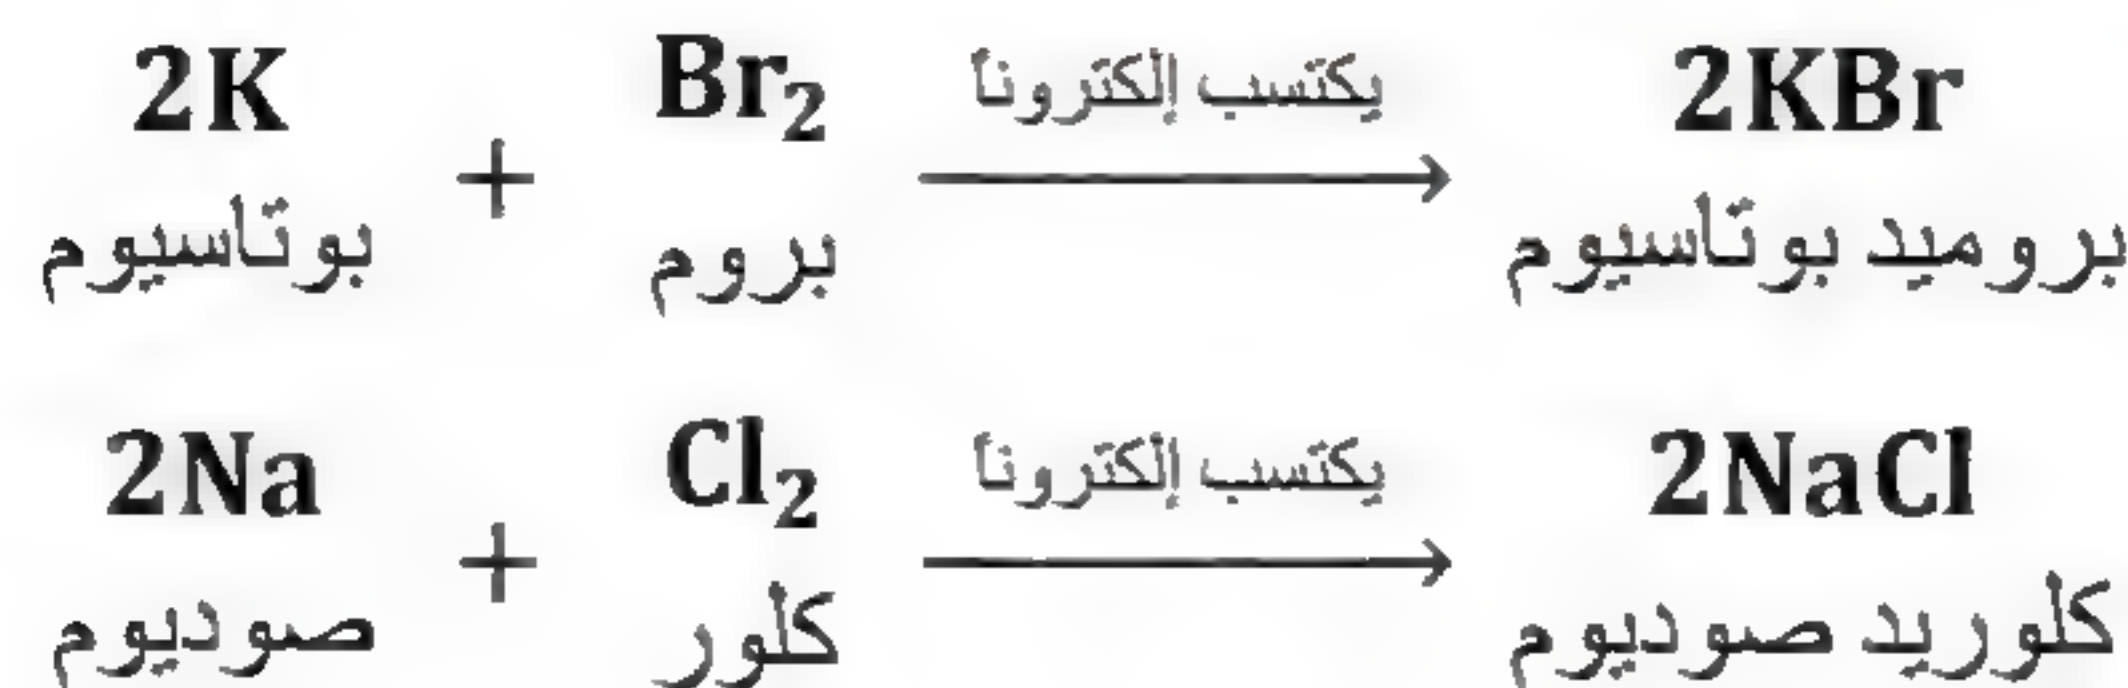 2K + Br₂ يكتسب إلكترونا ⟶ 2KBr
بوتاسيوم بروم بروميد بوتاسيوم
2Na + Cl₂ يكتسب إلكترونا ⟶ 2NaCl
صوديوم كلور كلوريد صوديوم